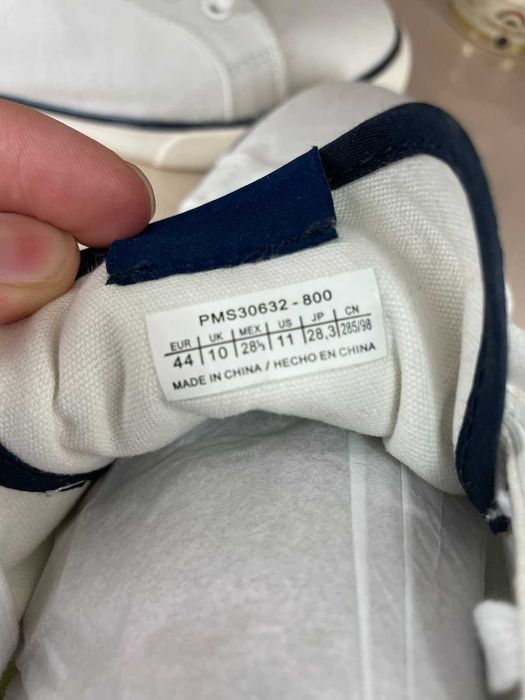 PMS30632 - 800
EUR UK MEX US JP CN
44 10 28½ 11 28,3 285/98
MADE IN CHINA / HECHO EN CHINA